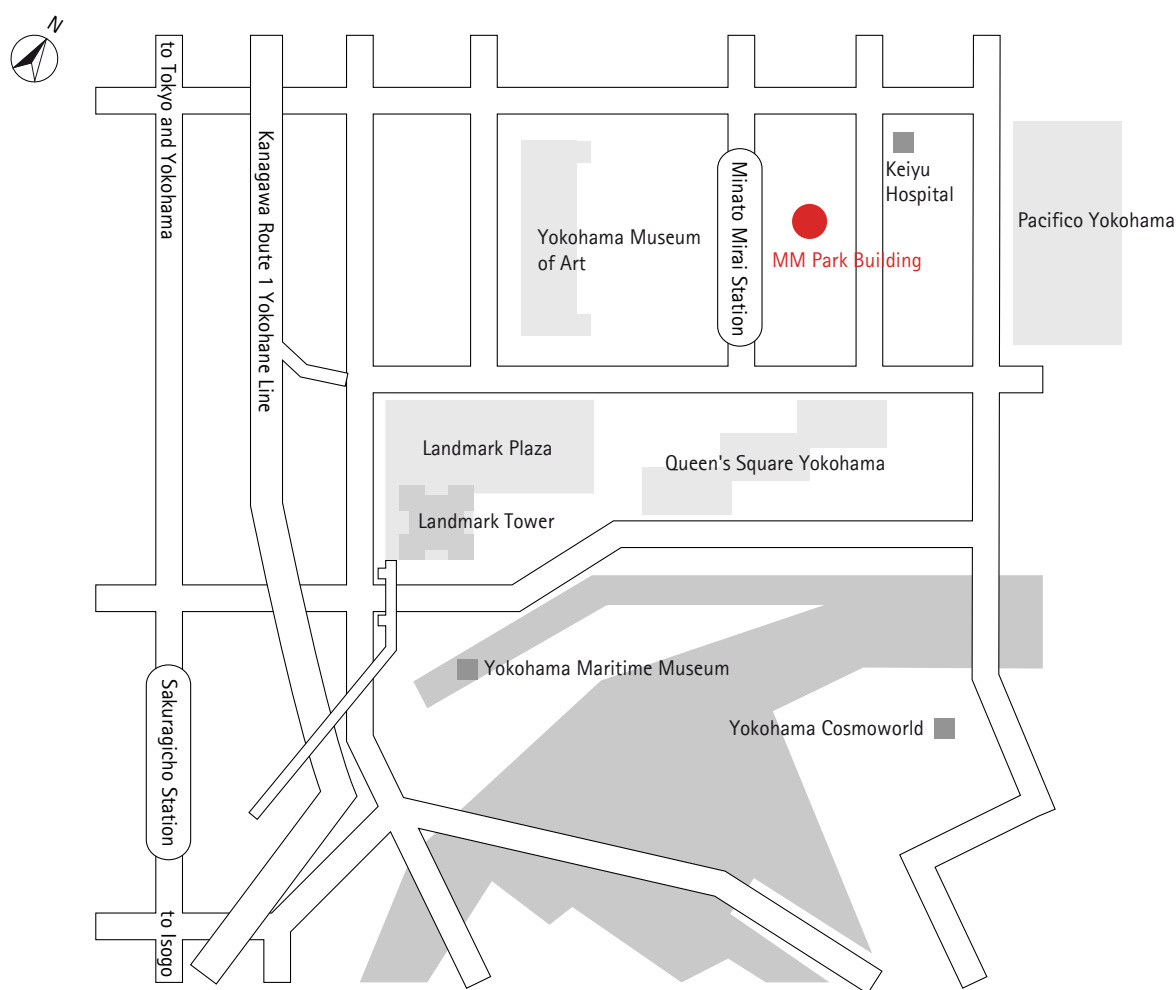 N
to Tokyo and Yokohama
Kanagawa Route 1 Yokohane Line
Minato Mirai Station
Keiyu
Hospital
Pacifico Yokohama
Yokohama Museum
of Art
MM Park Building
Landmark Plaza
Queen's Square Yokohama
Landmark Tower
Yokohama Maritime Museum
Sakuragicho Station
Yokohama Cosmoworld
to Isogo